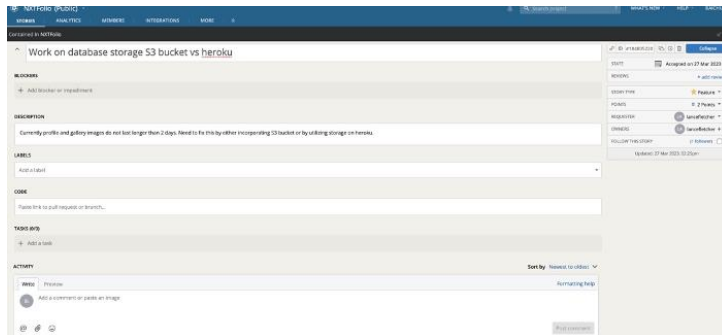 NXTFolio (Public)
Search project
WHAT'S NEW
HELP
STORIES
ANALYTICS
MEMBERS
INTEGRATIONS
MORE
Contained in NXTFolio
Work on database storage S3 bucket vs heroku
Collapse
STATE
Accepted on 27 Mar 2023
REVIEWS
+ add review
BLOCKERS
+ Add blocker or impediment
STORY TYPE
Feature
POINTS
2 Points
REQUESTER
lancefletcher
OWNERS
lancefletcher
FOLLOW THIS STORY
followers
Updated: 27 Mar 2023, 12:25pm
DESCRIPTION
Currently profile and gallery images do not last longer than 2 days. Need to fix this by either incorporating S3 bucket or by utilizing storage on heroku.
LABELS
Add a label
CODE
Paste link to pull request or branch...
TASKS (0/0)
+ Add a task
ACTIVITY
Sort by Newest to oldest
Write
Preview
Formatting help
Add a comment or paste an image
Post comment